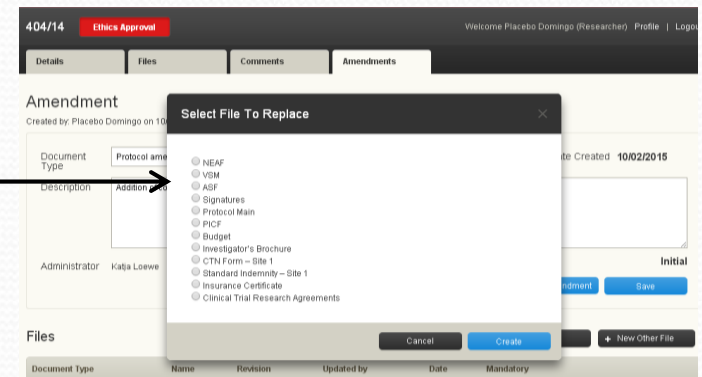 404/14 Ethics Approval Welcome Placebo Domingo (Researcher) Profile | Logou
Details Files Comments Amendments
Amendment
Created by: Placebo Domingo on 10/
Select File To Replace
Document Type Protocol ame
te Created 10/02/2015
Description Addition of co
NEAF
VSM
ASF
Signatures
Protocol Main
PICF
Budget
Investigator's Brochure
CTN Form – Site 1
Standard Indemnity – Site 1
Insurance Certificate
Clinical Trial Research Agreements
Administrator Katja Loewe
Initial
ndment Save
Cancel Create
Files
+ New Other File
Document Type Name Revision Updated by Date Mandatory